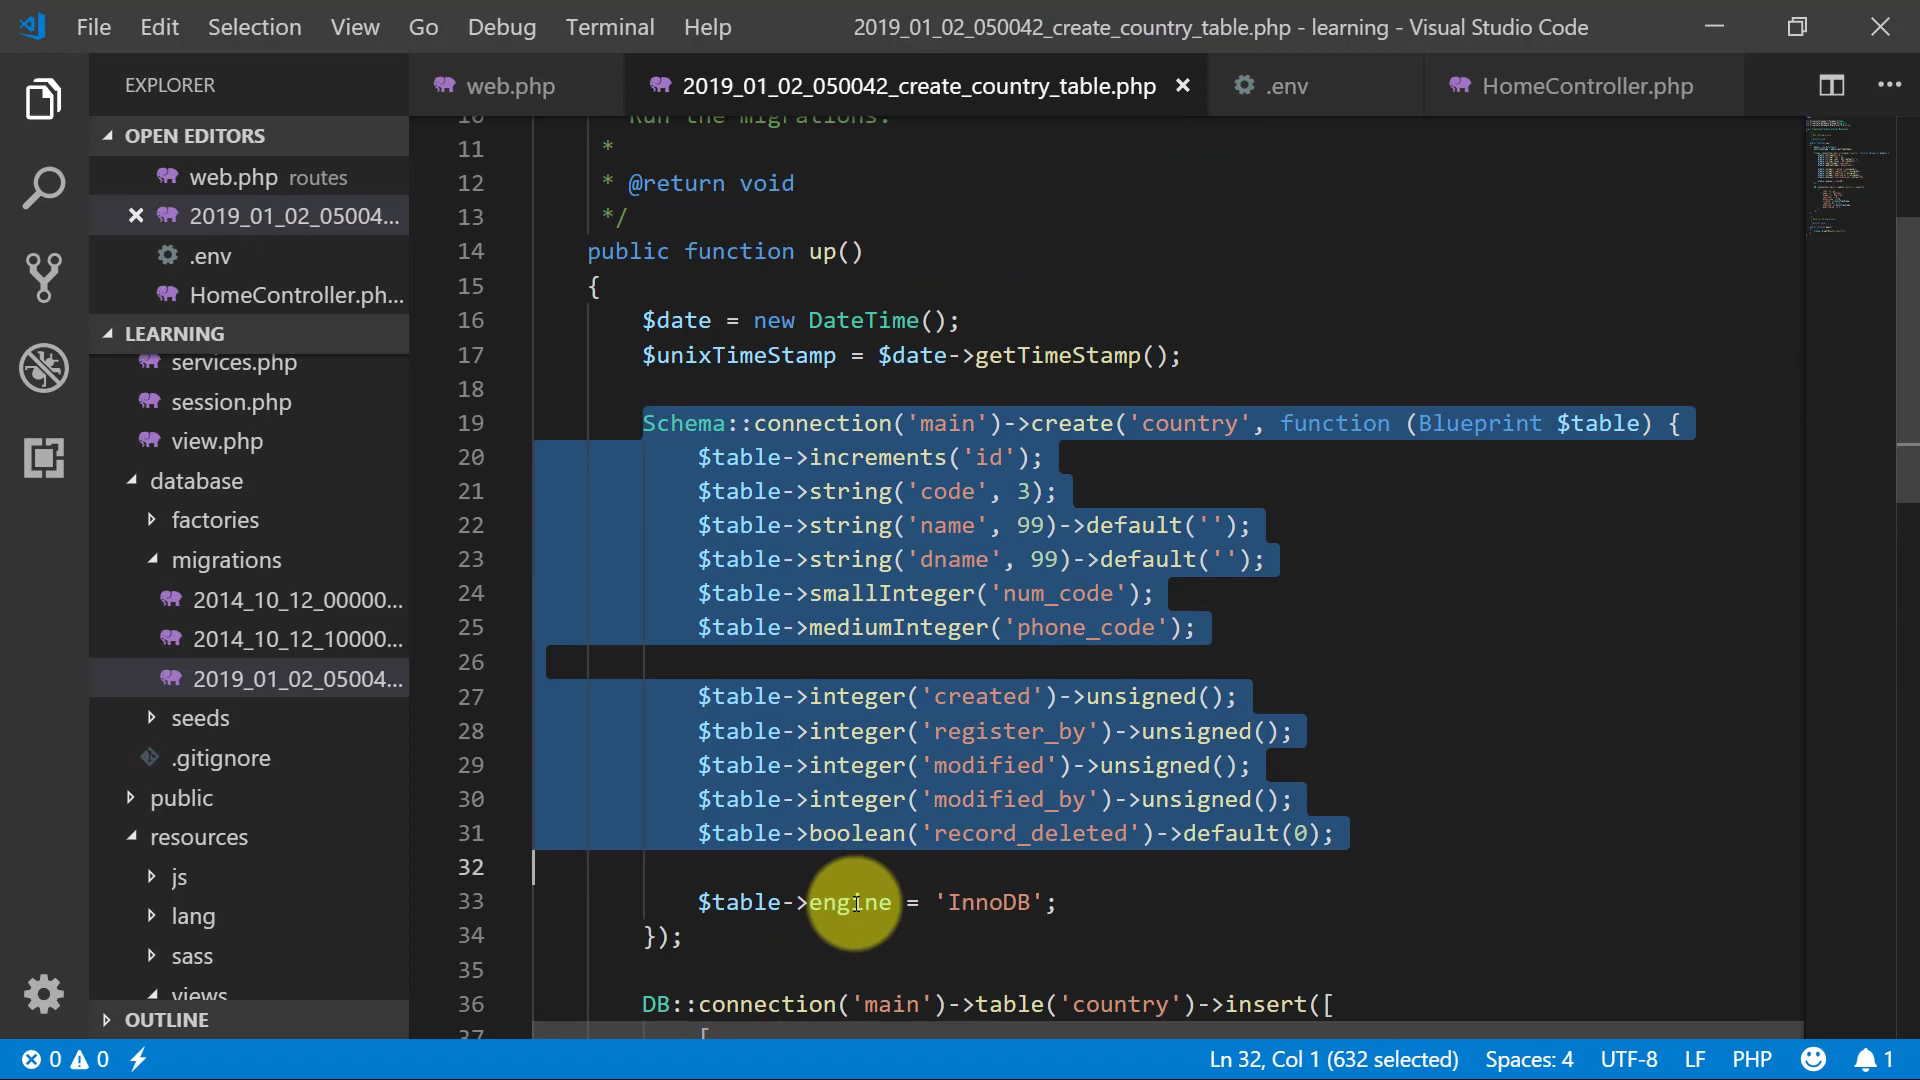 File Edit Selection View Go Debug Terminal Help 2019_01_02_050042_create_country_table.php - learning - Visual Studio Code
EXPLORER
web.php 2019_01_02_050042_create_country_table.php .env HomeController.php
OPEN EDITORS
web.php routes
2019_01_02_05004...
.env
HomeController.ph...
LEARNING
services.php
session.php
view.php
database
factories
migrations
2014_10_12_00000...
2014_10_12_10000...
2019_01_02_05004...
seeds
.gitignore
public
resources
js
lang
sass
views
OUTLINE
10 Run the migrations.
11 *
12 * @return void
13 */
14 public function up()
15 {
16 $date = new DateTime();
17 $unixTimeStamp = $date->getTimeStamp();
18
19 Schema::connection('main')->create('country', function (Blueprint $table) {
20 $table->increments('id');
21 $table->string('code', 3);
22 $table->string('name', 99)->default('');
23 $table->string('dname', 99)->default('');
24 $table->smallInteger('num_code');
25 $table->mediumInteger('phone_code');
26
27 $table->integer('created')->unsigned();
28 $table->integer('register_by')->unsigned();
29 $table->integer('modified')->unsigned();
30 $table->integer('modified_by')->unsigned();
31 $table->boolean('record_deleted')->default(0);
32
33 $table->engine = 'InnoDB';
34 });
35
36 DB::connection('main')->table('country')->insert([
37 [
0 0 Ln 32, Col 1 (632 selected) Spaces: 4 UTF-8 LF PHP 1